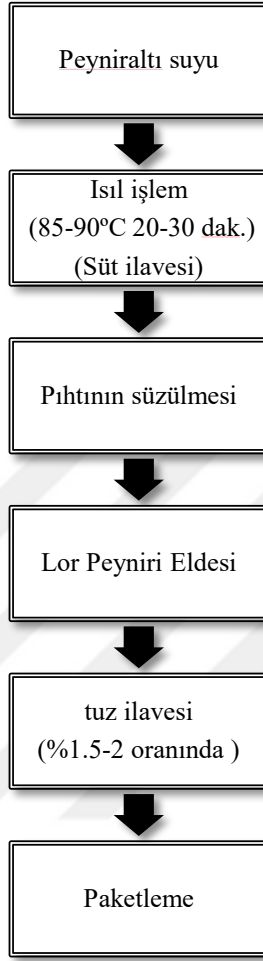 Peyniraltı suyu
Isıl işlem
(85-90ºC 20-30 dak.)
(Süt ilavesi)
Pıhtının süzülmesi
Lor Peyniri Eldesi
tuz ilavesi
(%1.5-2 oranında )
Paketleme